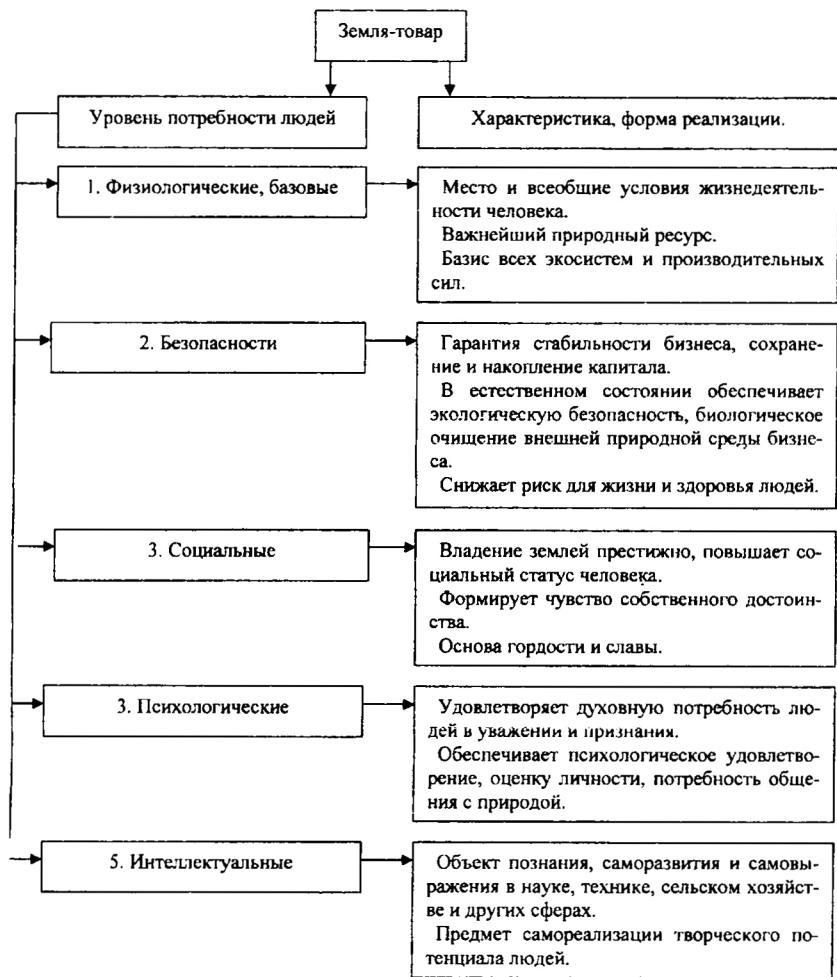 Земля-товар
Уровень потребности людей
Характеристика, форма реализации.
1. Физиологические, базовые
Место и всеобщие условия жизнедеятель-
ности человека.
Важнейший природный ресурс.
Базис всех экосистем и производительных
сил.
2. Безопасности
Гарантия стабильности бизнеса, сохране-
ние и накопление капитала.
В естественном состоянии обеспечивает
экологическую безопасность, биологическое
очищение внешней природной среды бизне-
са.
Снижает риск для жизни и здоровья людей.
3. Социальные
Владение землей престижно, повышает со-
циальный статус человека.
Формирует чувство собственного достоин-
ства.
Основа гордости и славы.
3. Психологические
Удовлетворяет духовную потребность лю-
дей в уважении и признания.
Обеспечивает психологическое удовлетво-
рение, оценку личности, потребность обще-
ния с природой.
5. Интеллектуальные
Объект познания, саморазвития и самовы-
ражения в науке, технике, сельском хозяйст-
ве и других сферах.
Предмет самореализации творческого по-
тенциала людей.